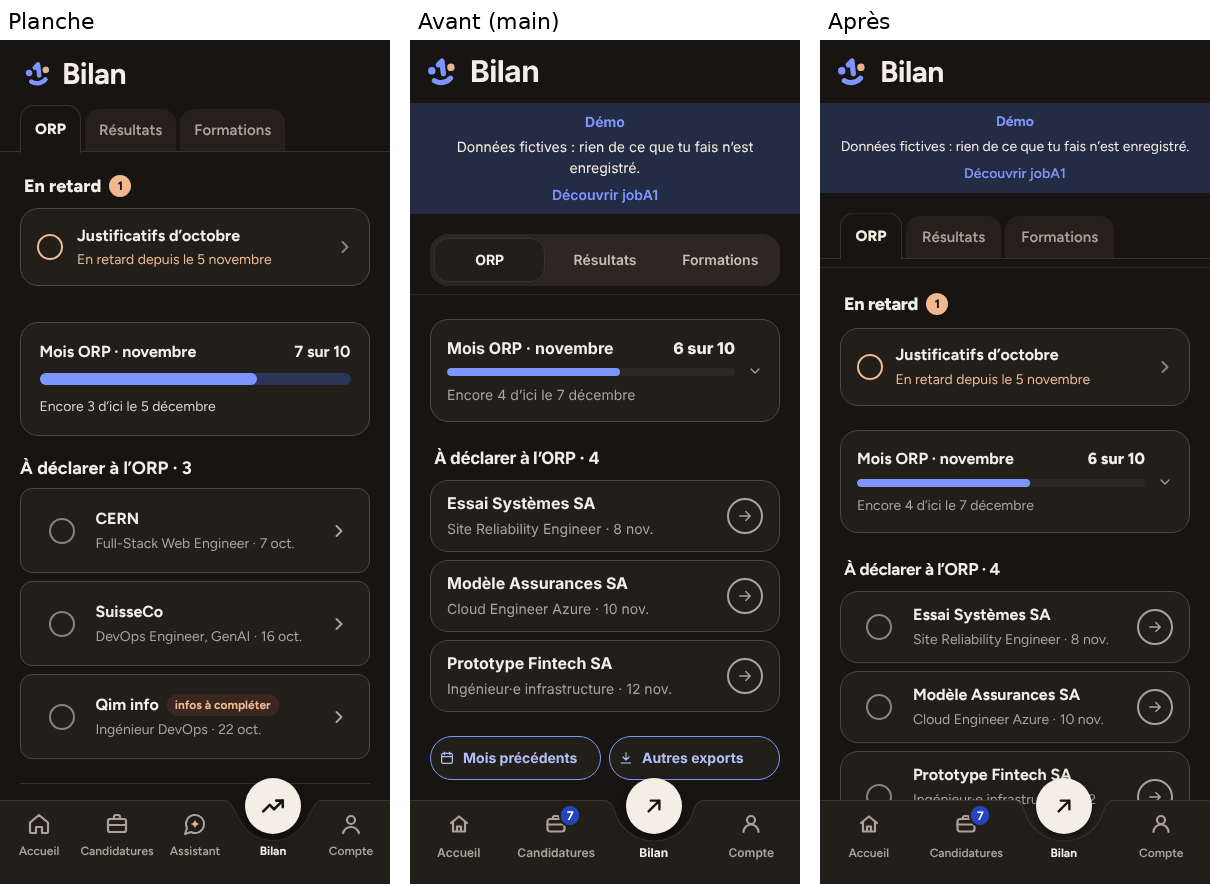 Planche
Bilan
ORP
Résultats
Formations
En retard 1
Justificatifs d’octobre
En retard depuis le 5 novembre
Mois ORP · novembre
7 sur 10
Encore 3 d’ici le 5 décembre
À déclarer à l’ORP · 3
CERN
Full-Stack Web Engineer · 7 oct.
SuisseCo
DevOps Engineer, GenAI · 16 oct.
Qim info infos à compléter
Ingénieur DevOps · 22 oct.
Accueil
Candidatures
Assistant
Bilan
Compte
Avant (main)
Bilan
Démo
Données fictives : rien de ce que tu fais n’est
enregistré.
Découvrir jobA1
ORP
Résultats
Formations
Mois ORP · novembre
6 sur 10
Encore 4 d’ici le 7 décembre
À déclarer à l’ORP · 4
Essai Systèmes SA
Site Reliability Engineer · 8 nov.
Modèle Assurances SA
Cloud Engineer Azure · 10 nov.
Prototype Fintech SA
Ingénieur·e infrastructure · 12 nov.
Mois précédents
Autres exports
7
Accueil
Candidatures
Bilan
Compte
Après
Bilan
Démo
Données fictives : rien de ce que tu fais n’est enregistré.
Découvrir jobA1
ORP
Résultats
Formations
En retard 1
Justificatifs d’octobre
En retard depuis le 5 novembre
Mois ORP · novembre
6 sur 10
Encore 4 d’ici le 7 décembre
À déclarer à l’ORP · 4
Essai Systèmes SA
Site Reliability Engineer · 8 nov.
Modèle Assurances SA
Cloud Engineer Azure · 10 nov.
Prototype Fintech SA
7
Accueil
Candidatures
Bilan
Compte